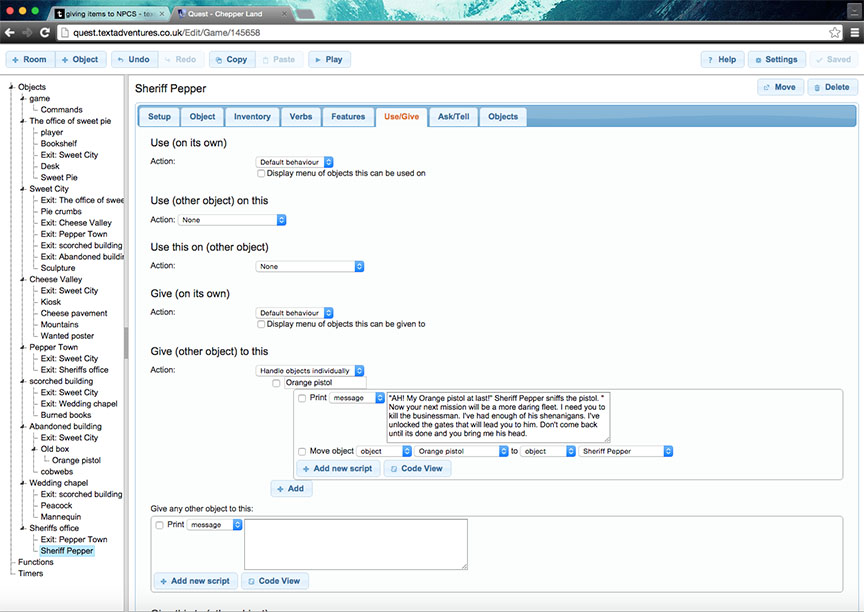 giving items to NPCS - tex
Quest - Chepper Land
quest.textadventures.co.uk/Edit/Game/145658
+ Room + Object Undo Redo Copy Paste Play ? Help Settings Saved
Objects
game
Commands
The office of sweet pie
player
Bookshelf
Exit: Sweet City
Desk
Sweet Pie
Sweet City
Exit: The office of swee
Pie crumbs
Exit: Cheese Valley
Exit: Pepper Town
Exit: scorched building
Exit: Abandoned buildin
Sculpture
Cheese Valley
Exit: Sweet City
Kiosk
Cheese pavement
Mountains
Wanted poster
Pepper Town
Exit: Sweet City
Exit: Sheriffs office
scorched building
Exit: Sweet City
Exit: Wedding chapel
Burned books
Abandoned building
Exit: Sweet City
Old box
Orange pistol
cobwebs
Wedding chapel
Exit: scorched building
Peacock
Mannequin
Sheriffs office
Exit: Pepper Town
Sheriff Pepper
Functions
Timers
Sheriff Pepper Move Delete
Setup Object Inventory Verbs Features Use/Give Ask/Tell Objects
Use (on its own)
Action: Default behaviour
Display menu of objects this can be used on
Use (other object) on this
Action: None
Use this on (other object)
Action: None
Give (on its own)
Action: Default behaviour
Display menu of objects this can be given to
Give (other object) to this
Action: Handle objects individually
Orange pistol
Print message "AH! My Orange pistol at last!" Sheriff Pepper sniffs the pistol. "
Now your next mission will be a more daring fleet. I need you to
kill the businessman. I've had enough of his shenanigans. I've
unlocked the gates that will lead you to him. Don't come back
until its done and you bring me his head.
Move object object Orange pistol to object Sheriff Pepper
+ Add new script Code View
+ Add
Give any other object to this:
Print message
+ Add new script Code View